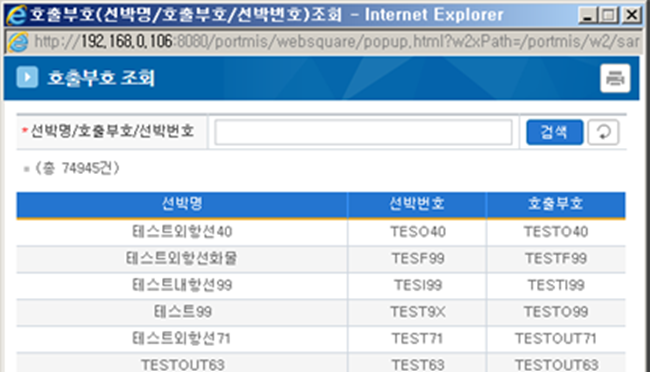 호출부호(선박명/호출부호/선박번호)조회 - Internet Explorer
http://192.168.0.106:8080/portmis/websquare/popup.html?w2xPath=/portmis/w2/sar
호출부호 조회
*선박명/호출부호/선박번호 검색
(총 74945건)
선박명 선박번호 호출부호
테스트외항선40 TESO40 TESTO40
테스트외항선화물 TESF99 TESTF99
테스트내항선99 TESI99 TESTI99
테스트99 TEST9X TESTO99
테스트외항선71 TEST71 TESTOUT71
TESTOUT63 TEST63 TESTOUT63